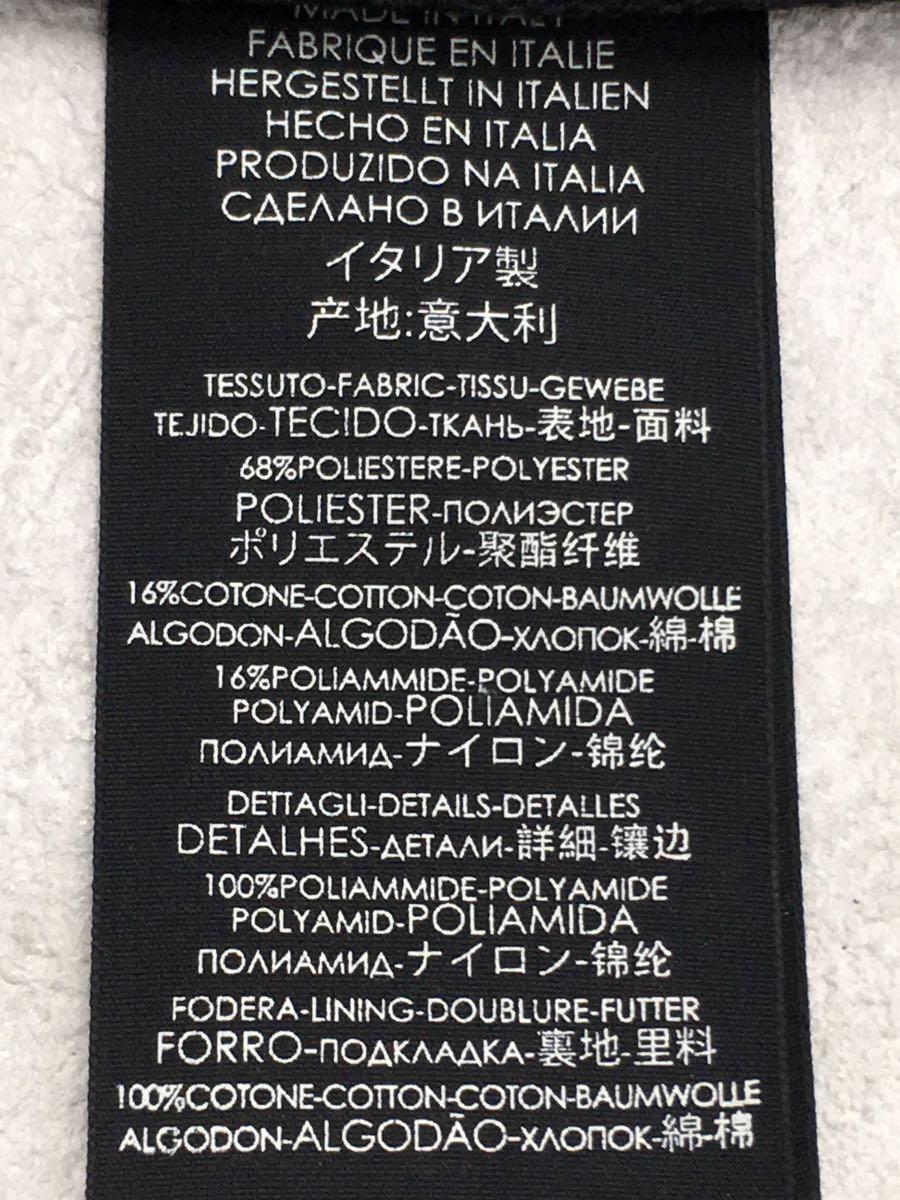 MADE IN ITALY
FABRIQUE EN ITALIE
HERGESTELLT IN ITALIEN
HECHO EN ITALIA
PRODUZIDO NA ITALIA
СДЕЛАНО В ИТАЛИИ
イタリア製
产地:意大利
TESSUTO-FABRIC-TISSU-GEWEBE
TEJIDO-TECIDO-ТКАНЬ-表地-面料
68%POLIESTERE-POLYESTER
POLIESTER-ПОЛИЭСТЕР
ポリエステル-聚酯纤维
16%COTONE-COTTON-COTON-BAUMWOLLE
ALGODON-ALGODÃO-ХЛОПОК-綿-棉
16%POLIAMMIDE-POLYAMIDE
POLYAMID-POLIAMIDA
ПОЛИАМИД-ナイロン-锦纶
DETTAGLI-DETAILS-DETALLES
DETALHES-ДЕТАЛИ-詳細-镶边
100%POLIAMMIDE-POLYAMIDE
POLYAMID-POLIAMIDA
ПОЛИАМИД-ナイロン-锦纶
FODERA-LINING-DOUBLURE-FUTTER
FORRO-ПОДКЛАДКА-裏地-里料
100%COTONE-COTTON-COTON-BAUMWOLLE
ALGODON-ALGODÃO-ХЛОПОК-綿-棉